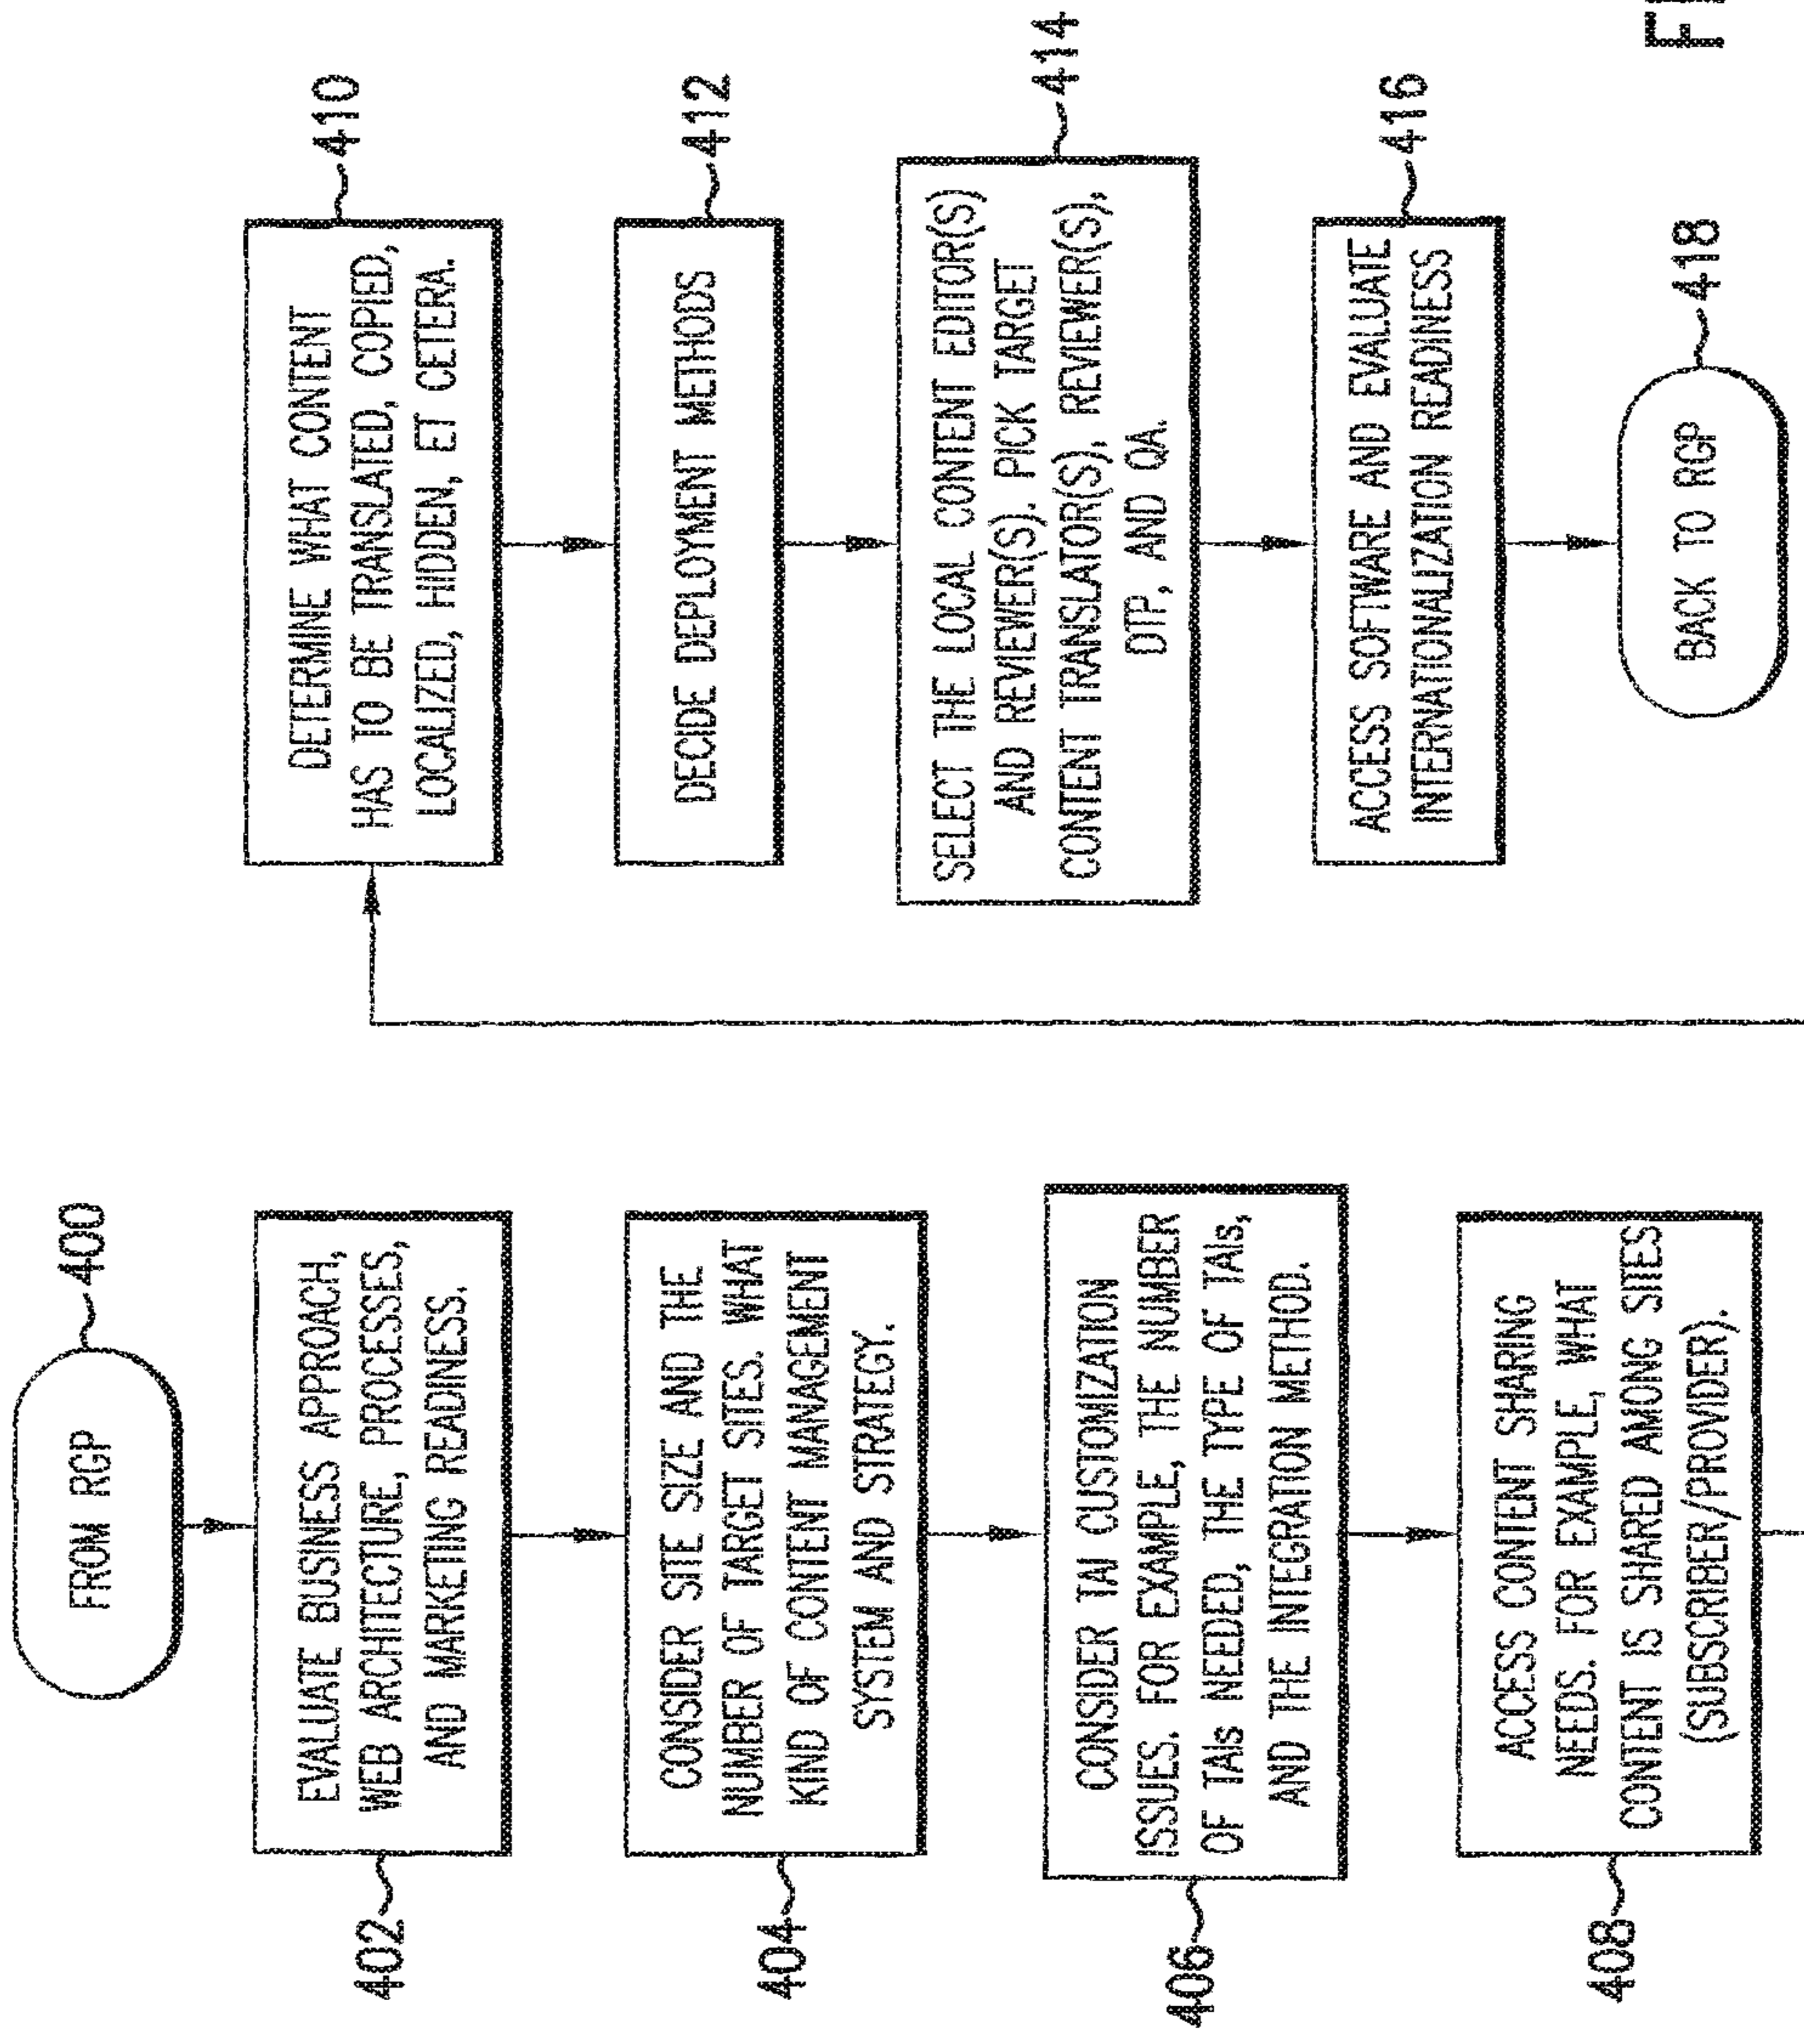 400
FROM RGP
402
EVALUATE BUSINESS APPROACH,
WEB ARCHITECTURE, PROCESSES,
AND MARKETING READINESS.
404
CONSIDER SITE SIZE AND THE
NUMBER OF TARGET SITES. WHAT
KIND OF CONTENT MANAGEMENT
SYSTEM AND STRATEGY.
406
CONSIDER TAI CUSTOMIZATION
ISSUES. FOR EXAMPLE, THE NUMBER
OF TAIs NEEDED, THE TYPE OF TAIs,
AND THE INTEGRATION METHOD.
408
ACCESS CONTENT SHARING
NEEDS. FOR EXAMPLE, WHAT
CONTENT IS SHARED AMONG SITES
(SUBSCRIBER/PROVIDER).
410
DETERMINE WHAT CONTENT
HAS TO BE TRANSLATED, COPIED,
LOCALIZED, HIDDEN, ET CETERA.
412
DECIDE DEPLOYMENT METHODS
414
SELECT THE LOCAL CONTENT EDITOR(S)
AND REVIEWER(S). PICK TARGET
CONTENT TRANSLATOR(S), REVIEWER(S),
DTP, AND QA.
416
ACCESS SOFTWARE AND EVALUATE
INTERNATIONALIZATION READINESS
418
BACK TO RGP